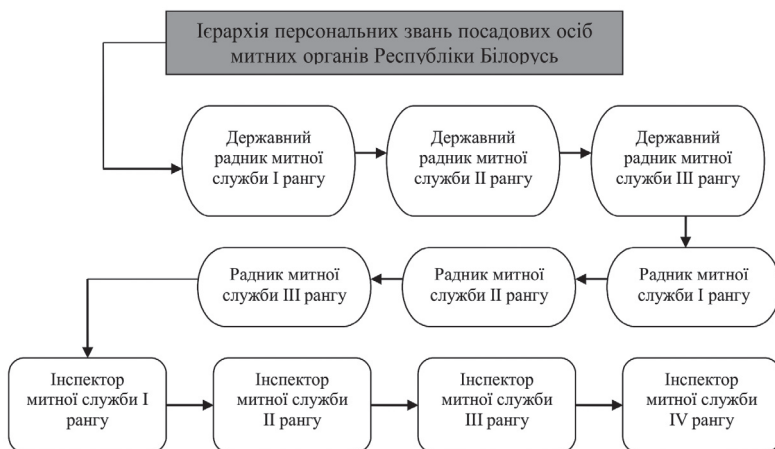 Ієрархія персональних звань посадових осіб
митних органів Республіки Білорусь
Державний
радник митної
служби І рангу
Державний
радник митної
служби ІІ рангу
Державний
радник митної
служби ІІІ рангу
Радник митної
служби І рангу
Радник митної
служби ІІ рангу
Радник митної
служби ІІІ рангу
Інспектор
митної служби І
рангу
Інспектор
митної служби
ІІ рангу
Інспектор
митної служби
ІІІ рангу
Інспектор
митної служби
IV рангу